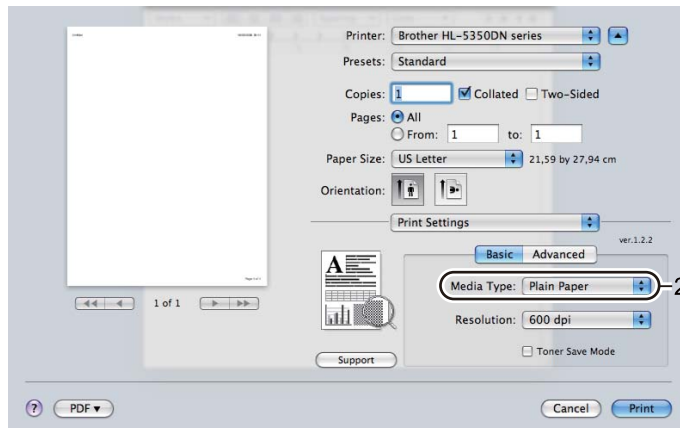 Printer: Brother HL-5350DN series
Presets: Standard
Copies: 1 Collated Two-Sided
Pages: All
From: 1 to: 1
Paper Size: US Letter 21,59 by 27,94 cm
Orientation:
Print Settings
ver.1.2.2
Basic Advanced
Media Type: Plain Paper 2
Resolution: 600 dpi
Toner Save Mode
A
1 of 1
Support
? PDF Cancel Print